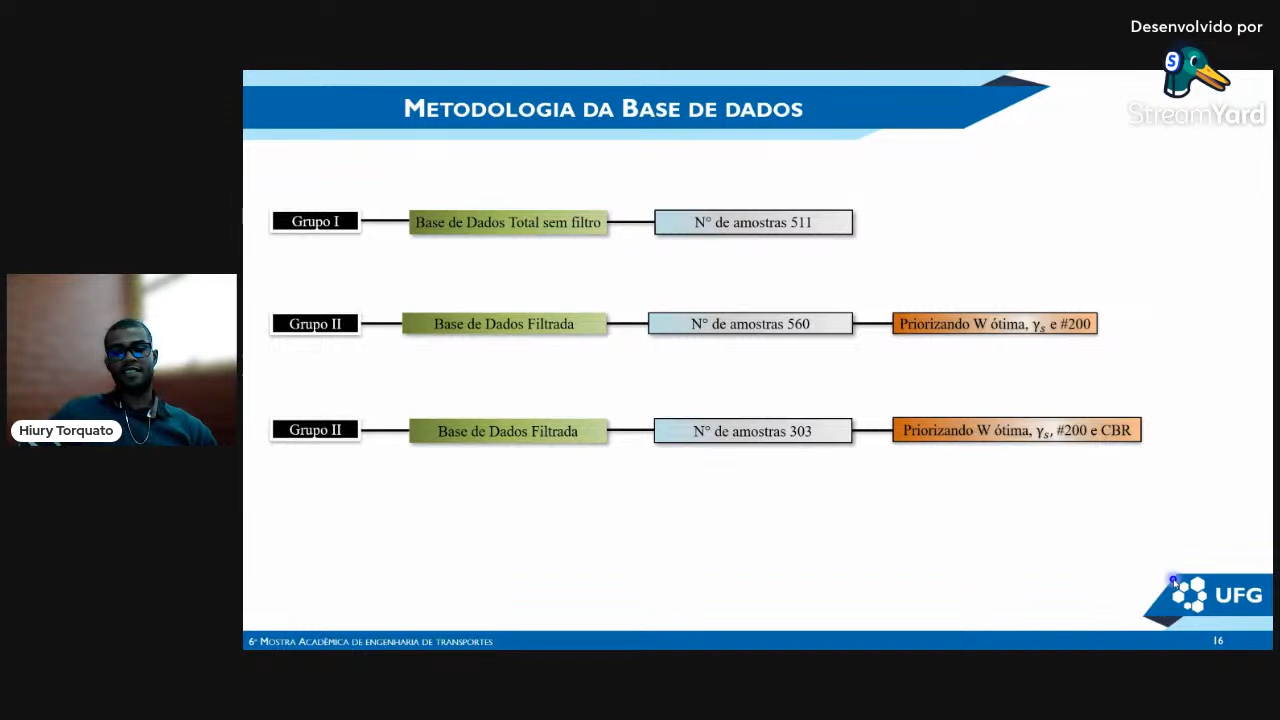 Desenvolvido por
StreamYard
METODOLOGIA DA BASE DE DADOS
Grupo I Base de Dados Total sem filtro N° de amostras 511
Grupo II Base de Dados Filtrada N° de amostras 560 Priorizando W ótima, γₛ e #200
Grupo II Base de Dados Filtrada N° de amostras 303 Priorizando W ótima, γₛ, #200 e CBR
Hiury Torquato
UFG
6ª MOSTRA ACADÊMICA DE ENGENHARIA DE TRANSPORTES 16